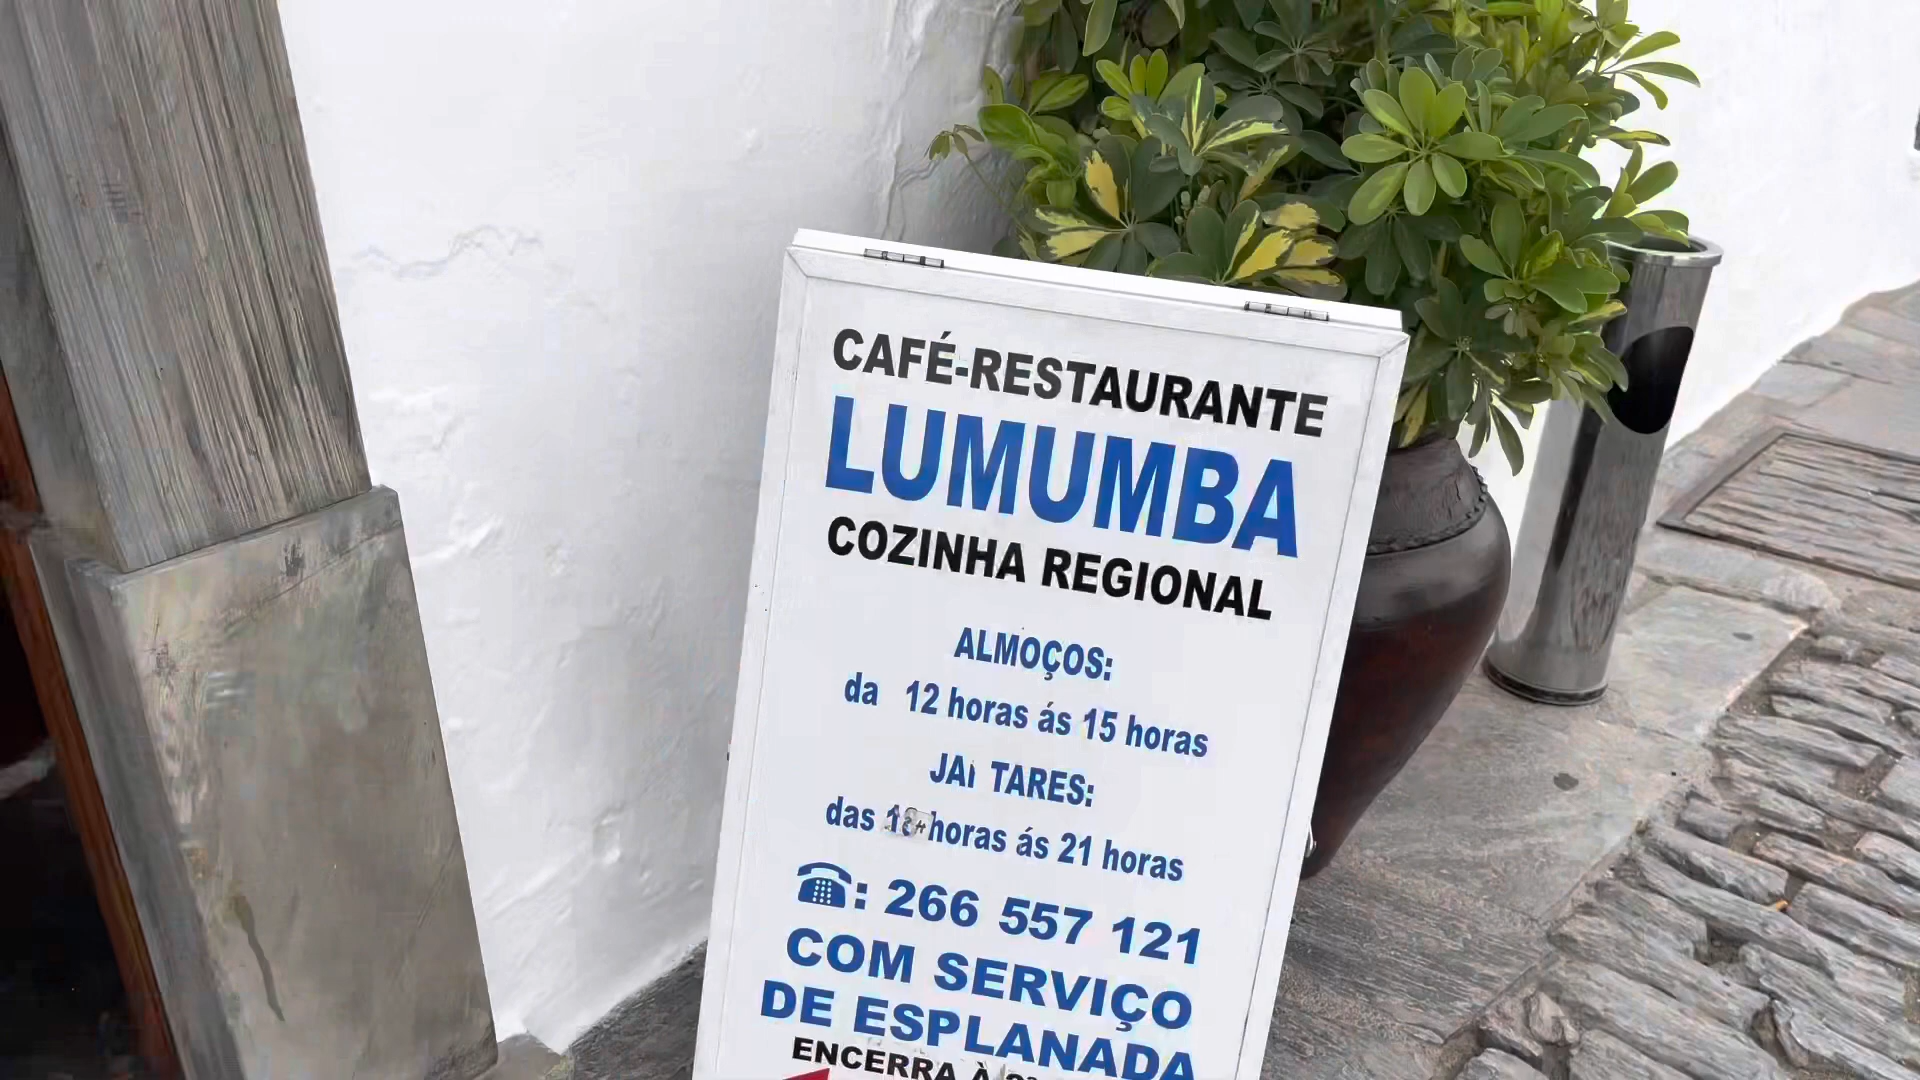 CAFÉ-RESTAURANTE
LUMUMBA
COZINHA REGIONAL
ALMOÇOS:
da 12 horas ás 15 horas
TARES:
das horas ás 21 horas
☎: 266 557 121
COM SERVIÇO
DE ESPLANADA
ENCERRA À